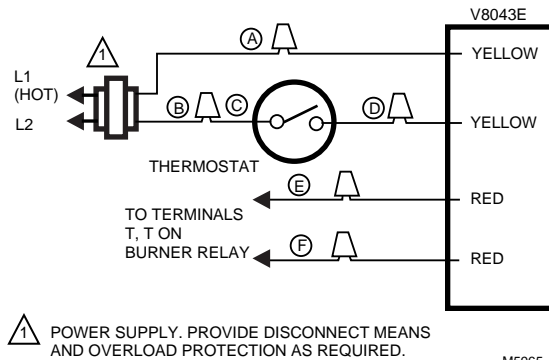 V8043E
A
1
YELLOW
L1
(HOT)
L2
B
C
D
YELLOW
THERMOSTAT
E
RED
TO TERMINALS
T, T ON
BURNER RELAY
F
RED
1
POWER SUPPLY. PROVIDE DISCONNECT MEANS
AND OVERLOAD PROTECTION AS REQUIRED.